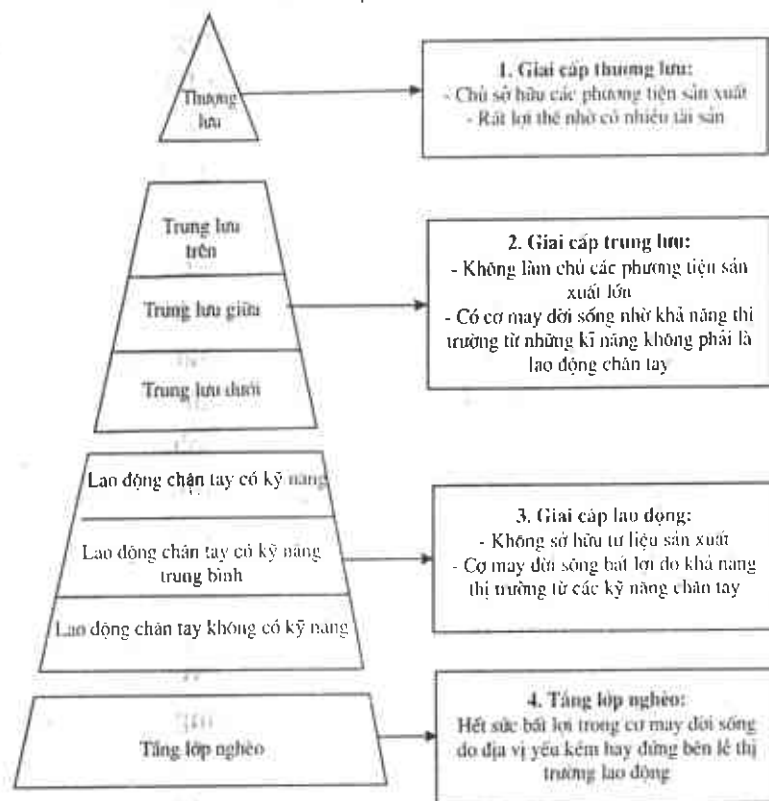 Thượng
lưu
1. Giai cấp thượng lưu:
- Chủ sở hữu các phương tiện sản xuất
- Rất lợi thế nhờ có nhiều tài sản
Trung lưu
trên
Trung lưu giữa
Trung lưu dưới
2. Giai cấp trung lưu:
- Không làm chủ các phương tiện sản
xuất lớn
- Có cơ may đời sống nhờ khả năng thị
trường từ những kĩ năng không phải là
lao động chân tay
Lao động chân tay có kỹ năng
Lao động chân tay có kỹ năng
trung bình
Lao động chân tay không có kỹ năng
3. Giai cấp lao động:
- Không sở hữu tư liệu sản xuất
- Cơ may đời sống bất lợi do khả năng
thị trường từ các kỹ năng chân tay
Tầng lớp nghèo
4. Tầng lớp nghèo:
Hết sức bất lợi trong cơ may đời sống
do địa vị yếu kém hay đứng bên lề thị
trường lao động